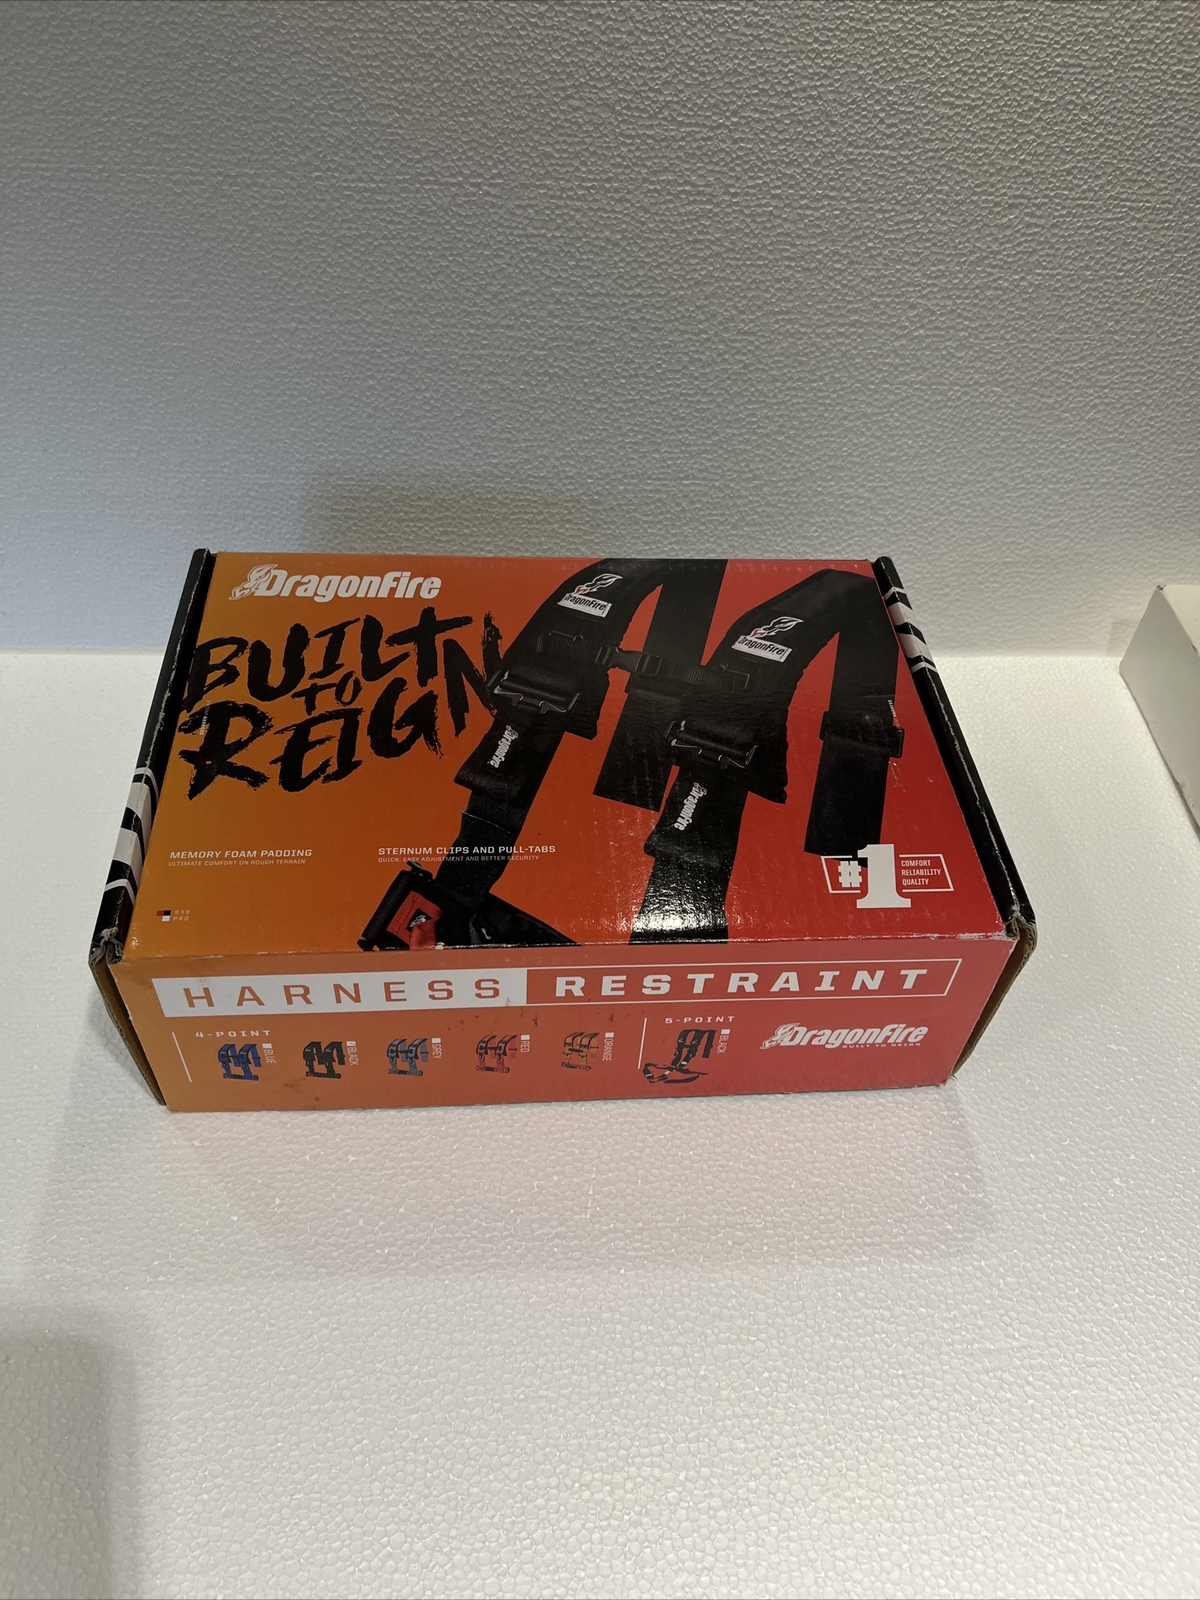 DragonFire
BUILT
TO
REIGN
DragonFire
DragonFire
DragonFire
DragonFire
MEMORY FOAM PADDING
ULTIMATE COMFORT ON ROUGH TERRAIN
STERNUM CLIPS AND PULL-TABS
QUICK, EASY ADJUSTMENT AND BETTER SECURITY
#1
COMFORT
RELIABILITY
QUALITY
PRO
HARNESS RESTRAINT
4-POINT
BLUE
BLACK
GREY
RED
ORANGE
5-POINT
BLACK
DragonFire
BUILT TO REIGN